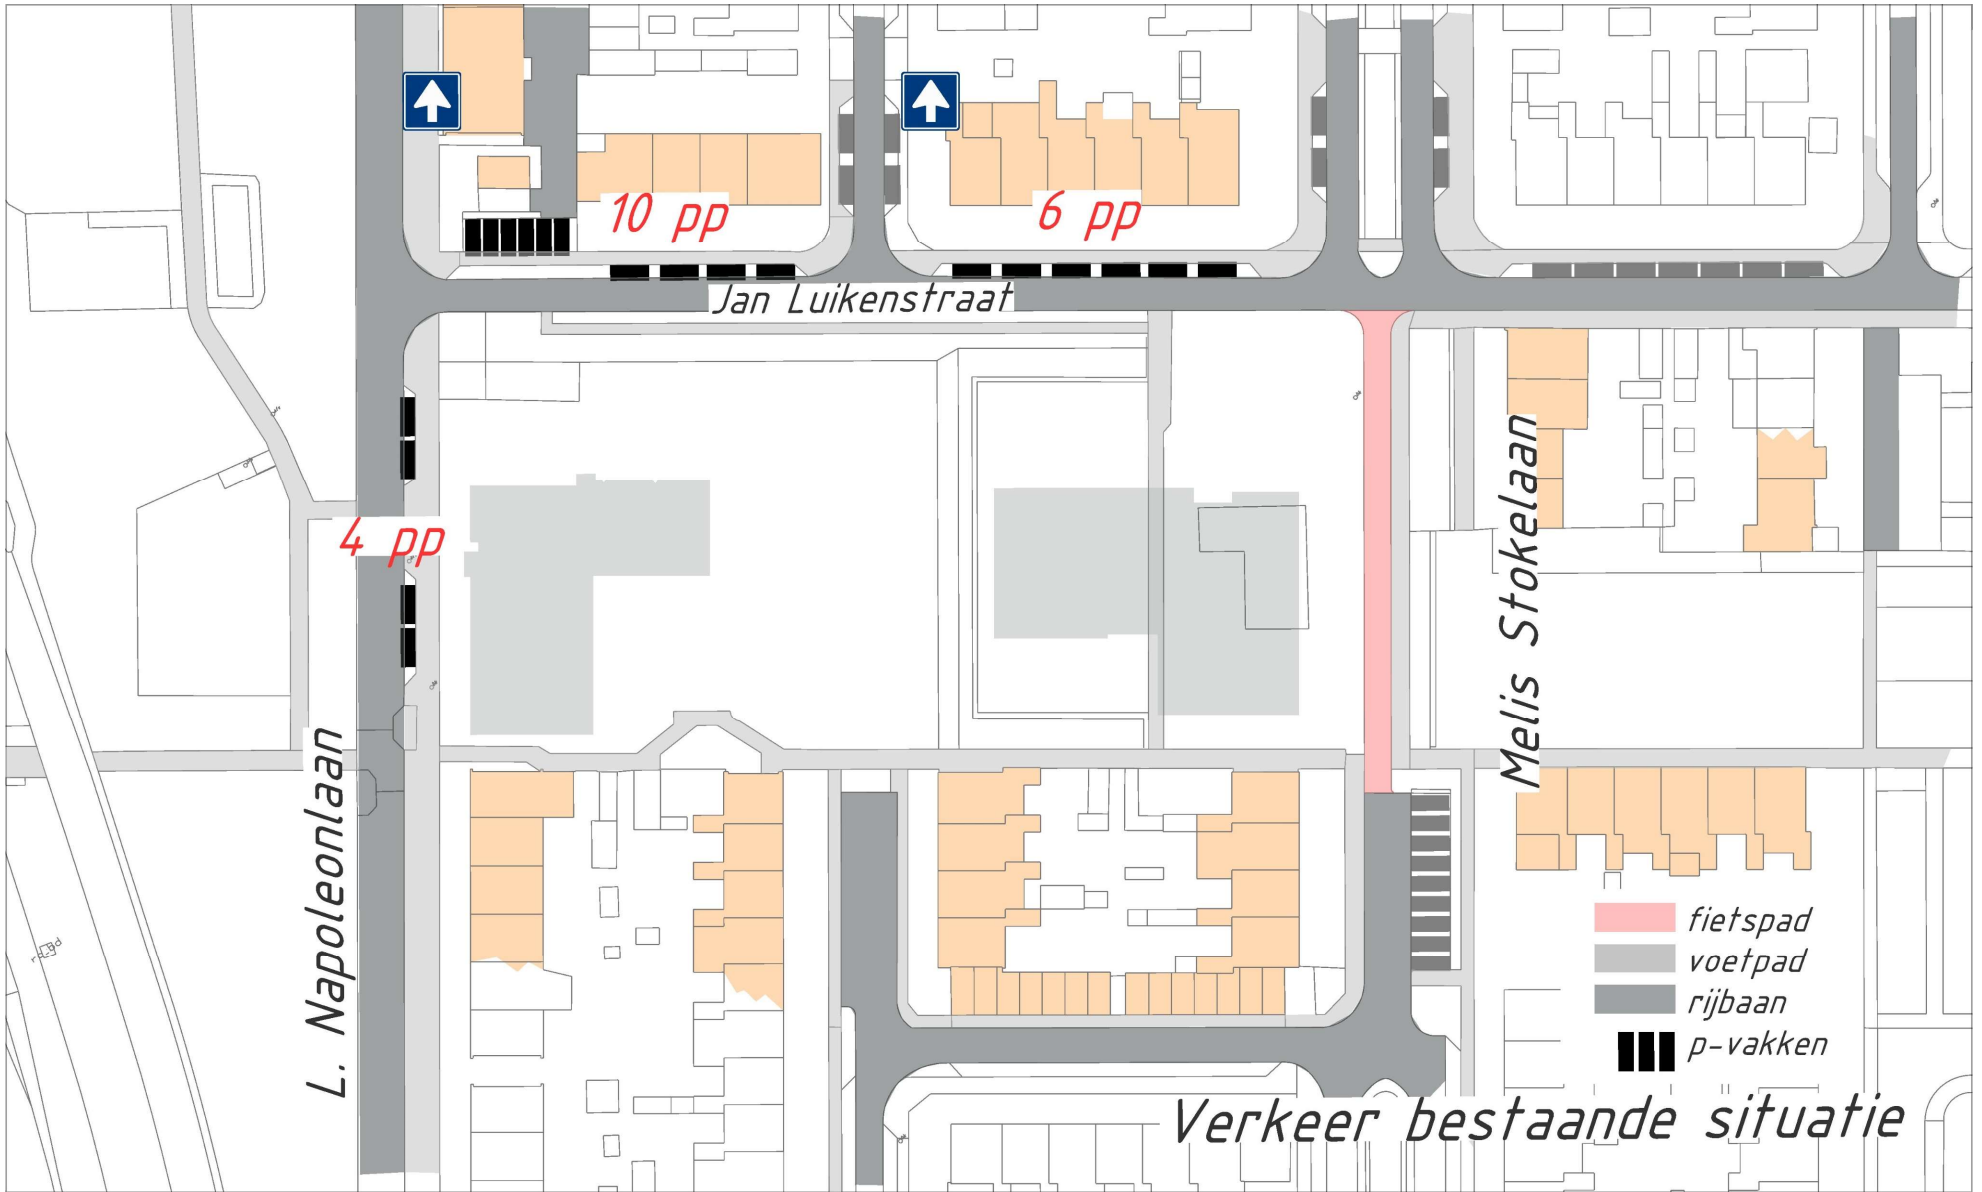 10 pp
6 pp
Jan Luikenstraat
4 pp
Melis Stokelaan
L. Napoleonlaan
fietspad
voetpad
rijbaan
p-vakken
Verkeer bestaande situatie